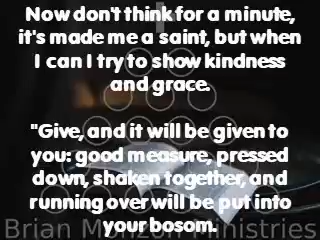 Now don't think for a minute,
it's made me a saint, but when
I can I try to show kindness
and grace.
"Give, and it will be given to
you: good measure, pressed
down, shaken together, and
running over will be put into
your bosom.
Brian Monzon Ministries